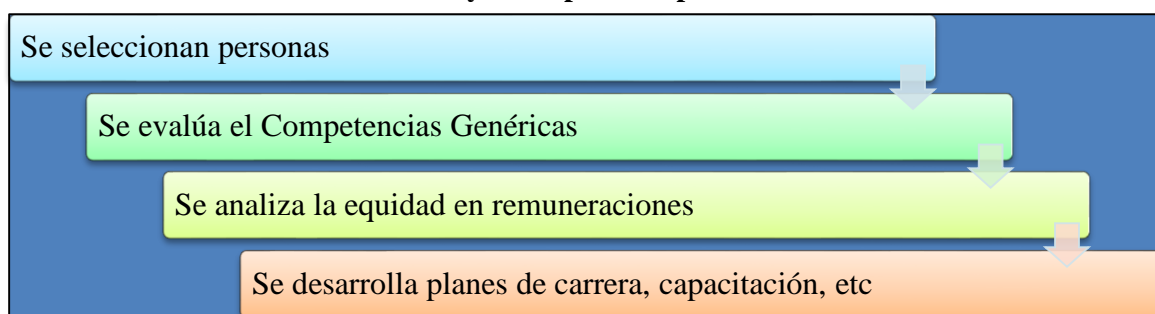 Se seleccionan personas
Se evalúa el Competencias Genéricas
Se analiza la equidad en remuneraciones
Se desarrolla planes de carrera, capacitación, etc